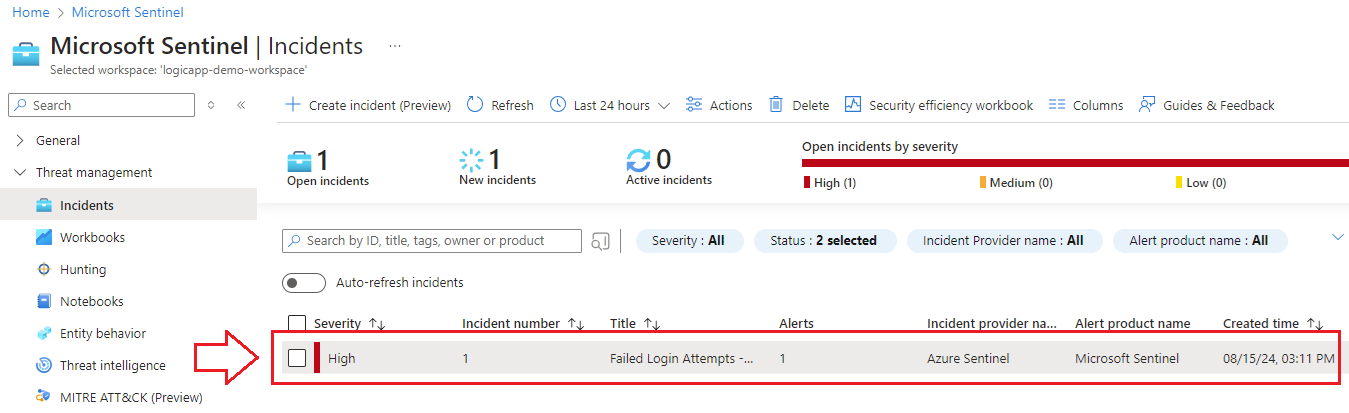 Home > Microsoft Sentinel
Microsoft Sentinel | Incidents ...
Selected workspace: 'logicapp-demo-workspace'
Search
General
Threat management
Incidents
Workbooks
Hunting
Notebooks
Entity behavior
Threat intelligence
MITRE ATT&CK (Preview)
Create incident (Preview) Refresh Last 24 hours Actions Delete Security efficiency workbook Columns Guides & Feedback
1 Open incidents
1 New incidents
0 Active incidents
Open incidents by severity
High (1) Medium (0) Low (0)
Search by ID, title, tags, owner or product Severity : All Status : 2 selected Incident Provider name : All Alert product name : All
Auto-refresh incidents
Severity Incident number Title Alerts Incident provider na... Alert product name Created time
High 1 Failed Login Attempts -... 1 Azure Sentinel Microsoft Sentinel 08/15/24, 03:11 PM